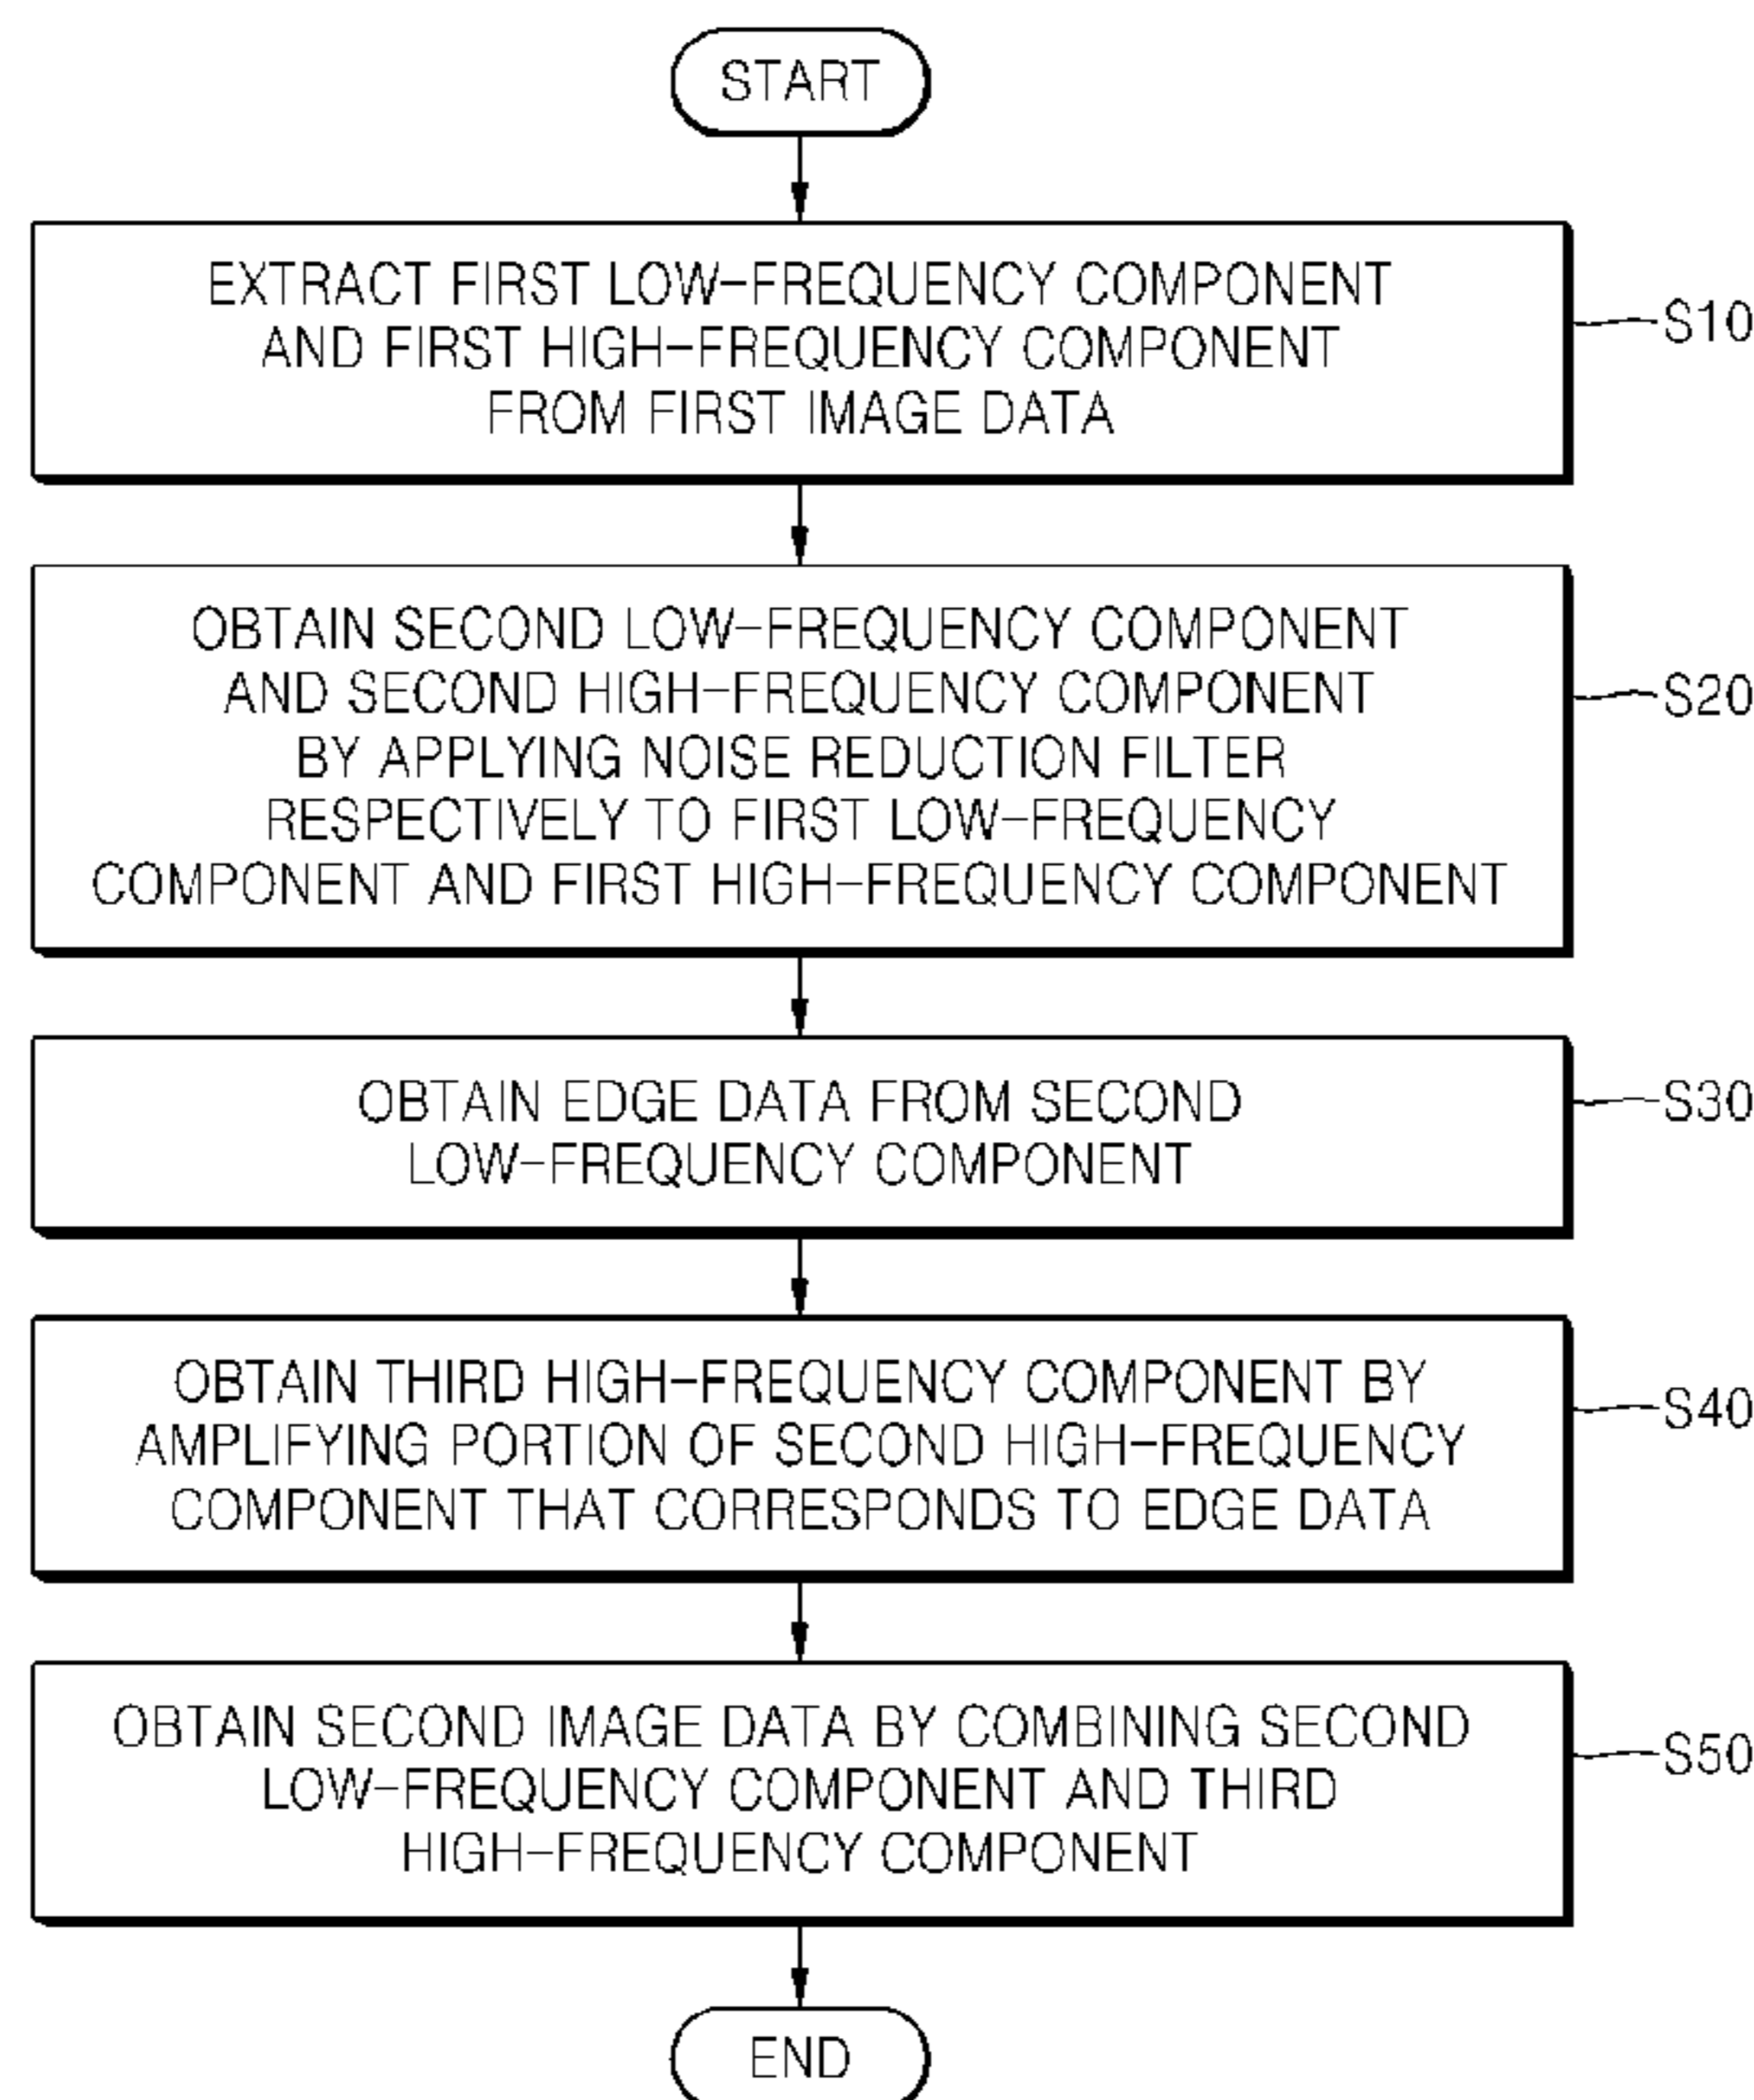 START
EXTRACT FIRST LOW-FREQUENCY COMPONENT
AND FIRST HIGH-FREQUENCY COMPONENT
FROM FIRST IMAGE DATA
S10
OBTAIN SECOND LOW-FREQUENCY COMPONENT
AND SECOND HIGH-FREQUENCY COMPONENT
BY APPLYING NOISE REDUCTION FILTER
RESPECTIVELY TO FIRST LOW-FREQUENCY
COMPONENT AND FIRST HIGH-FREQUENCY COMPONENT
S20
OBTAIN EDGE DATA FROM SECOND
LOW-FREQUENCY COMPONENT
S30
OBTAIN THIRD HIGH-FREQUENCY COMPONENT BY
AMPLIFYING PORTION OF SECOND HIGH-FREQUENCY
COMPONENT THAT CORRESPONDS TO EDGE DATA
S40
OBTAIN SECOND IMAGE DATA BY COMBINING SECOND
LOW-FREQUENCY COMPONENT AND THIRD
HIGH-FREQUENCY COMPONENT
S50
END